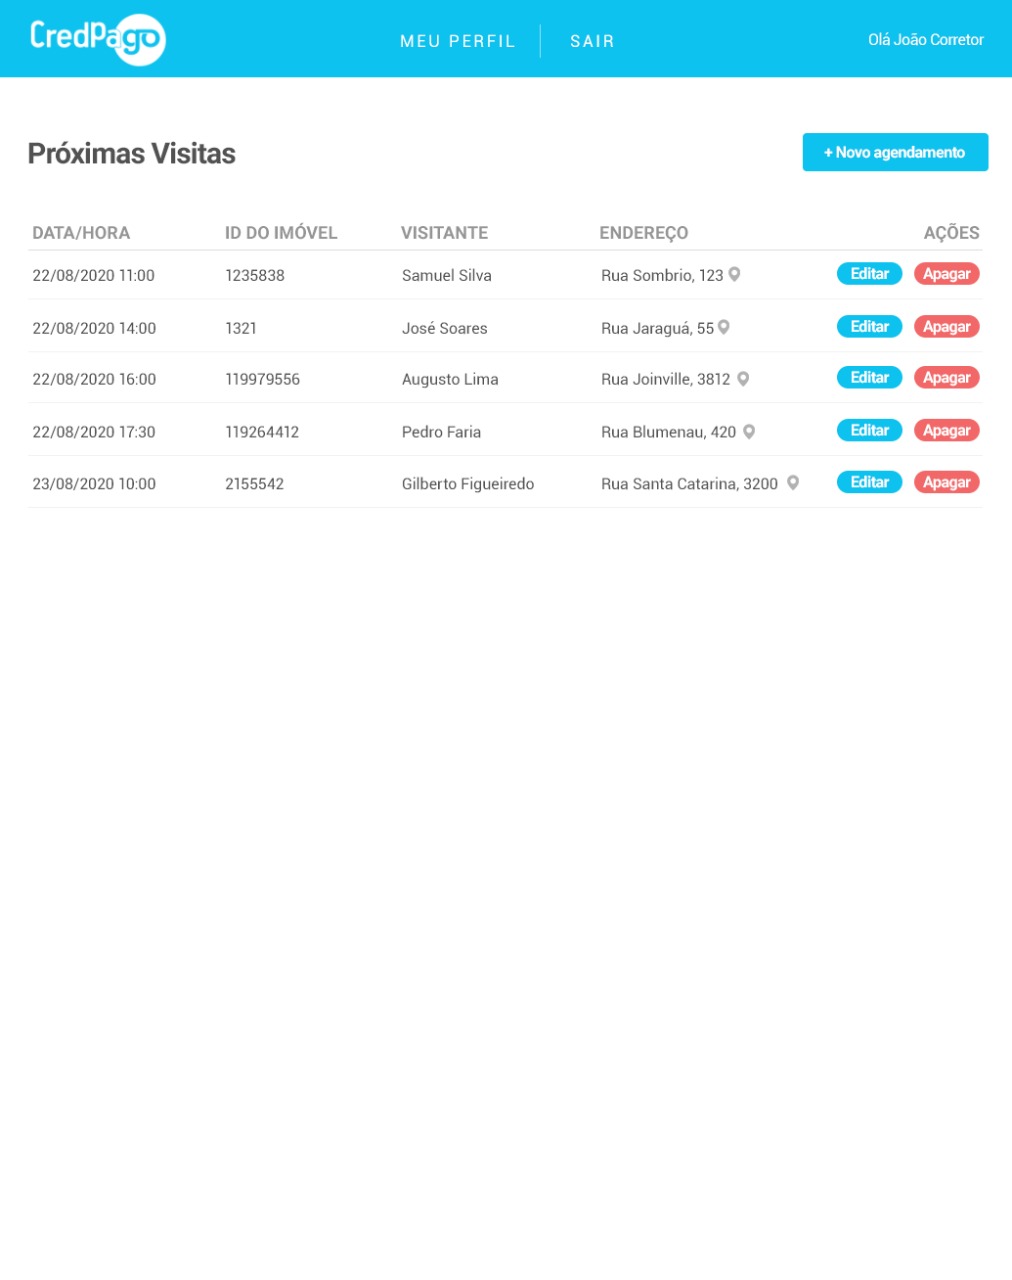 CredPago
MEU PERFIL SAIR
Olá João Corretor
Próximas Visitas
+ Novo agendamento
DATA/HORA ID DO IMÓVEL VISITANTE ENDEREÇO AÇÕES
22/08/2020 11:00 1235838 Samuel Silva Rua Sombrio, 123 Editar Apagar
22/08/2020 14:00 1321 José Soares Rua Jaraguá, 55 Editar Apagar
22/08/2020 16:00 119979556 Augusto Lima Rua Joinville, 3812 Editar Apagar
22/08/2020 17:30 119264412 Pedro Faria Rua Blumenau, 420 Editar Apagar
23/08/2020 10:00 2155542 Gilberto Figueiredo Rua Santa Catarina, 3200 Editar Apagar